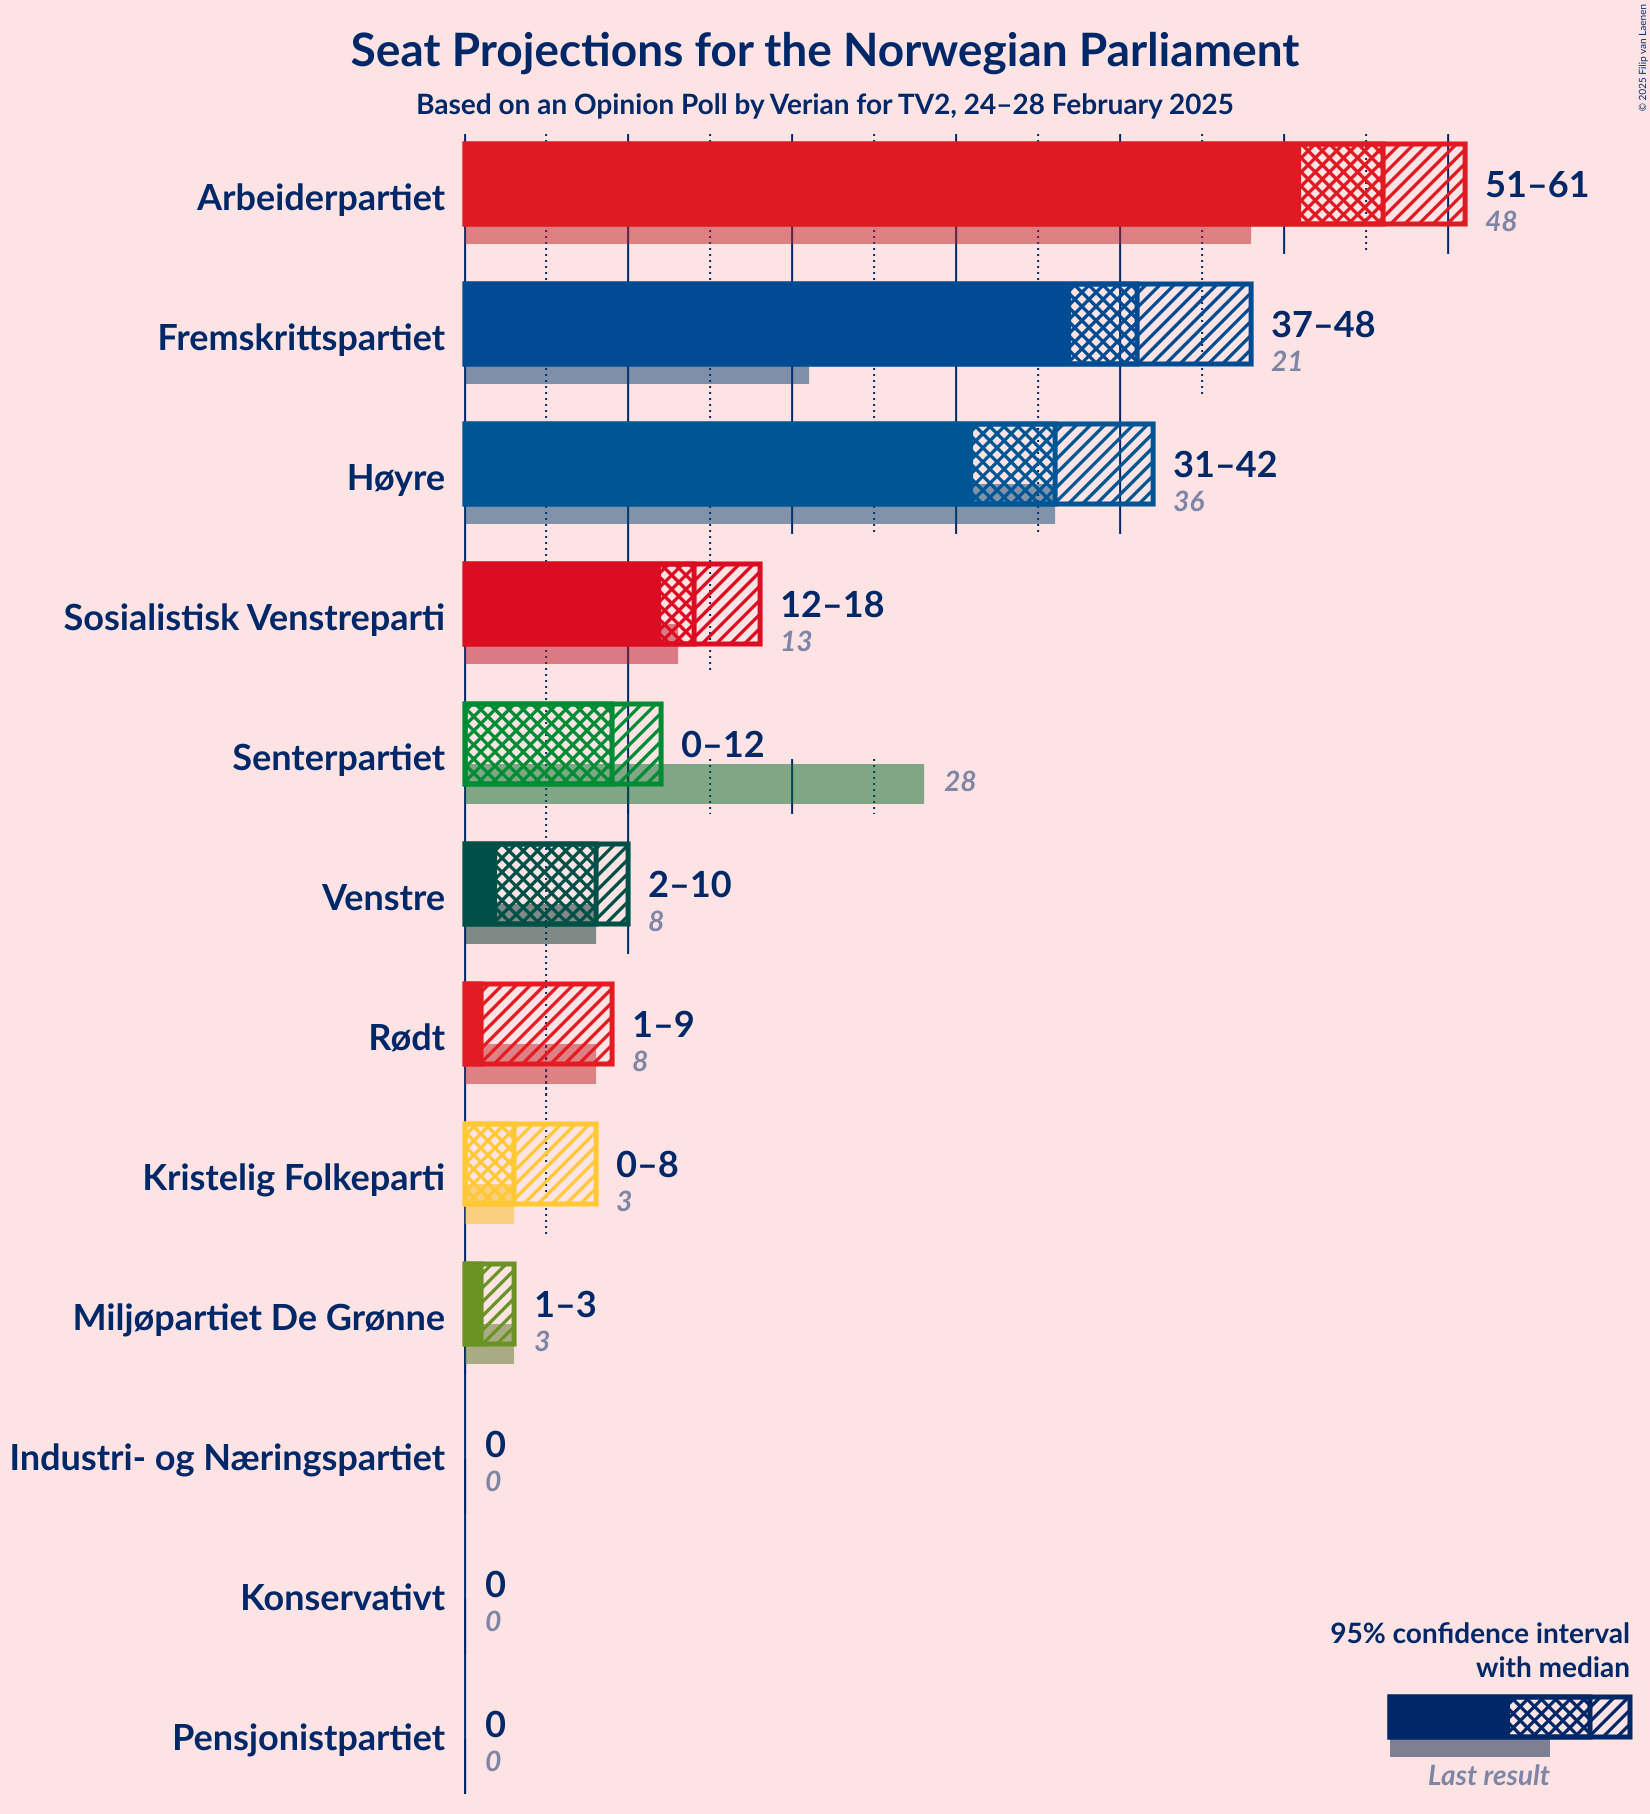 Seat Projections for the Norwegian Parliament
Based on an Opinion Poll by Verian for TV2, 24–28 February 2025
© 2025 Filip van Laenen
Arbeiderpartiet
51–61
48
Fremskrittspartiet
37–48
21
Høyre
31–42
36
Sosialistisk Venstreparti
12–18
13
Senterpartiet
0–12
28
Venstre
2–10
8
Rødt
1–9
8
Kristelig Folkeparti
0–8
3
Miljøpartiet De Grønne
1–3
3
Industri- og Næringspartiet
0
0
Konservativt
0
0
Pensjonistpartiet
0
0
95% confidence interval
with median
Last result